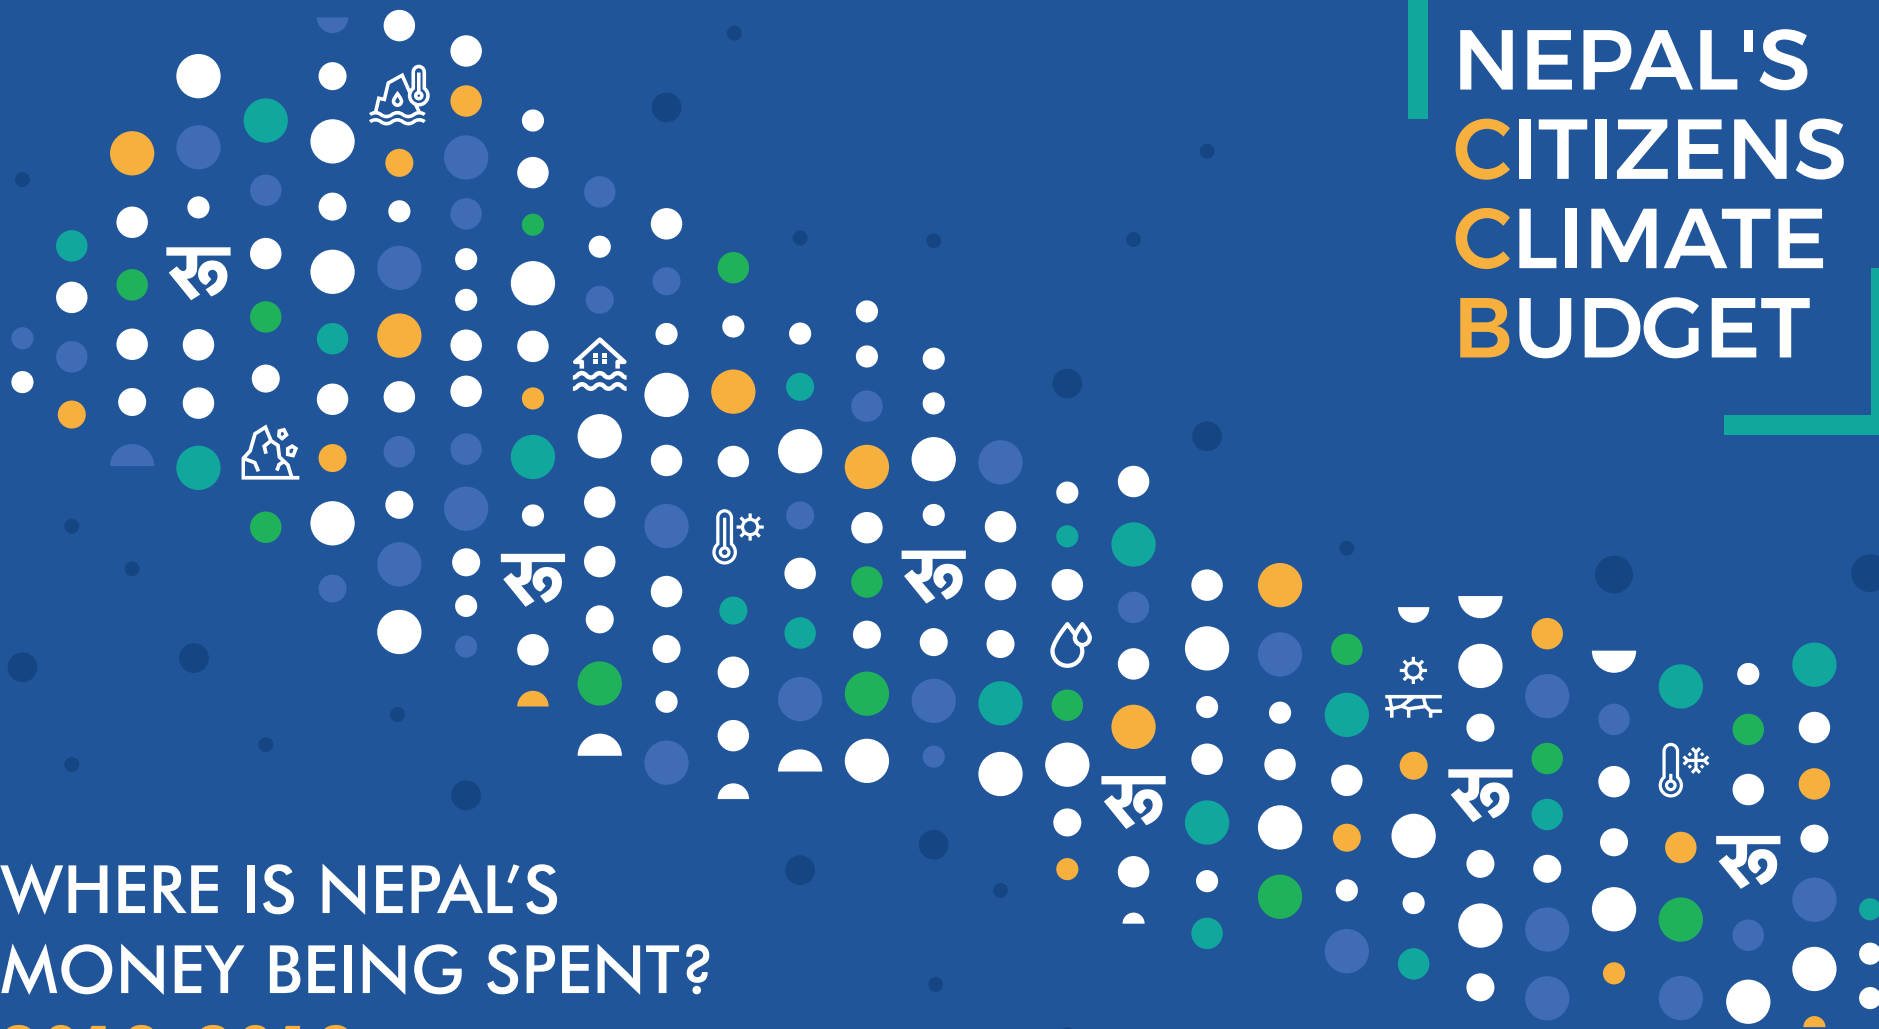 NEPAL'S
CITIZENS
CLIMATE
BUDGET
रू
रू
रू
रू
रू
रू
WHERE IS NEPAL’S
MONEY BEING SPENT?